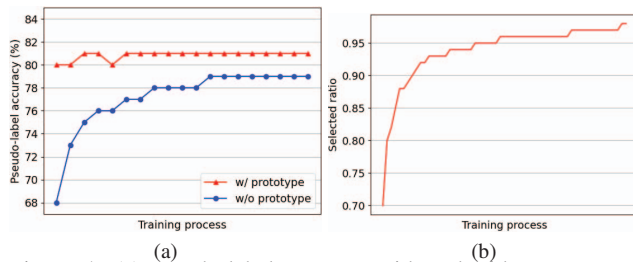 84
82
80
78
76
74
72
70
68
Pseudo-label accuracy (%)
w/ prototype
w/o prototype
Training process
(a)
0.95
0.90
0.85
0.80
0.75
0.70
Selected ratio
Training process
(b)